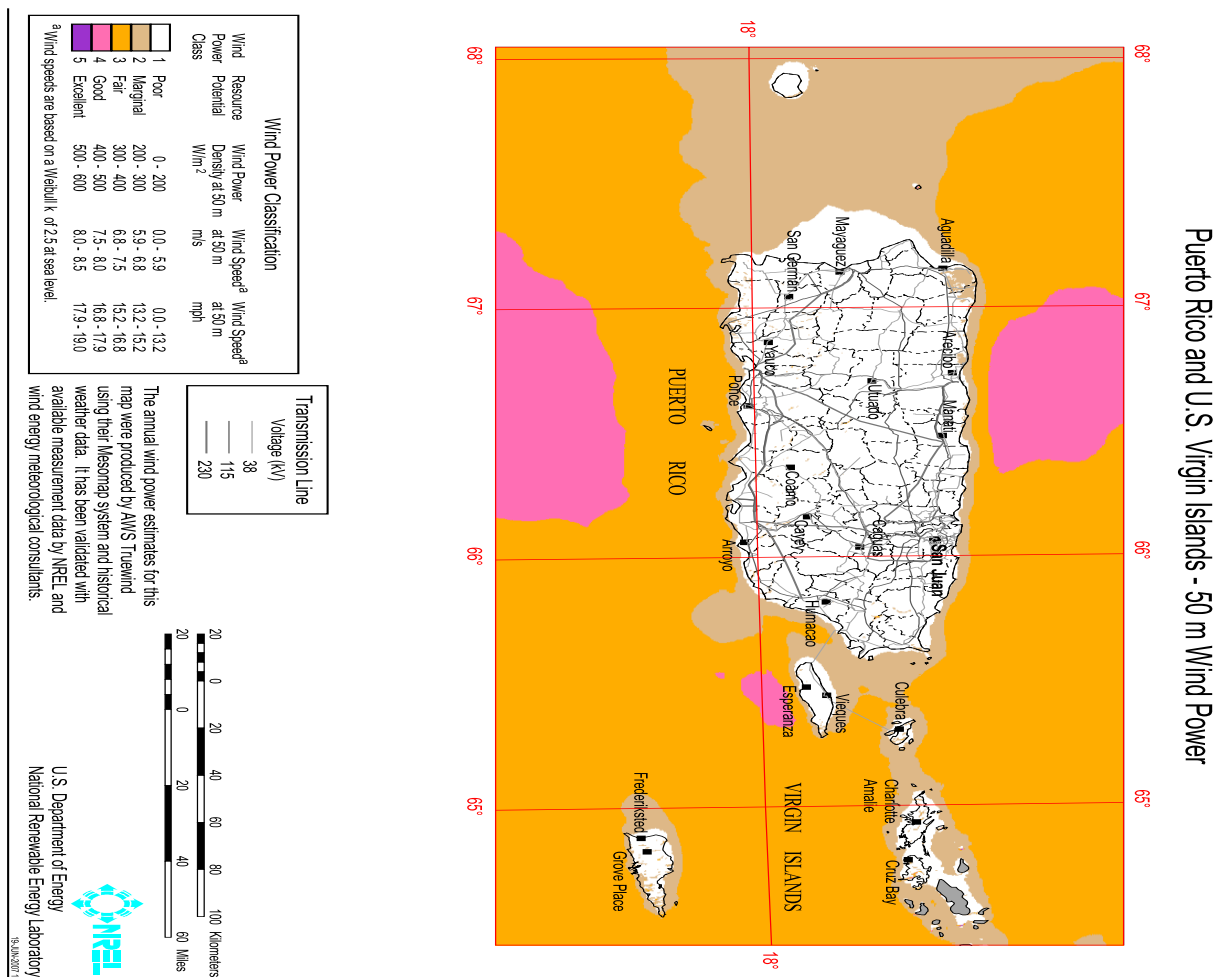 Puerto Rico and U.S. Virgin Islands - 50 m Wind Power
68°
67°
66°
65°
18°
68°
67°
66°
65°
18°
Aguadilla
Mayaguez
San German
Arecibo
Manati
Utuado
Yauco
Ponce
Coamo
Cayey
Caguas
San Juan
Arroyo
Humacao
Vieques
Esperanza
Culebra
Charlotte
Amalie
Cruz Bay
Frederiksted
Grove Place
PUERTO RICO
VIRGIN ISLANDS
Wind Power Classification
Wind Resource Wind Power Wind Speedᵃ Wind Speedᵃ
Power Potential Density at 50 m at 50 m at 50 m
Class W/m² m/s mph
1 Poor 0 - 200 0.0 - 5.9 0.0 - 13.2
2 Marginal 200 - 300 5.9 - 6.8 13.2 - 15.2
3 Fair 300 - 400 6.8 - 7.5 15.2 - 16.8
4 Good 400 - 500 7.5 - 8.0 16.8 - 17.9
5 Excellent 500 - 600 8.0 - 8.5 17.9 - 19.0
ᵃ Wind speeds are based on a Weibull k of 2.5 at sea level.
Transmission Line
Voltage (kV)
38
115
230
The annual wind power estimates for this
map were produced by AWS Truewind
using their Mesomap system and historical
weather data. It has been validated with
available measurement data by NREL and
wind energy meteorological consultants.
20 0 20 40 60 80 100 Kilometers
20 0 20 40 60 Miles
U.S. Department of Energy
National Renewable Energy Laboratory
NREL